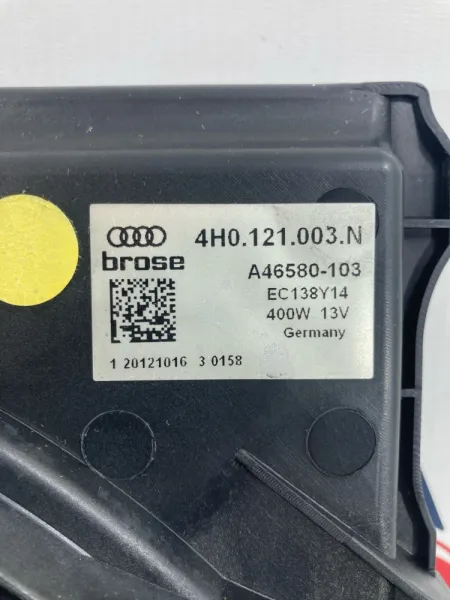 4H0.121.003.N
brose
A46580-103
EC138Y14
400W 13V
Germany
1 20121016 3 0158